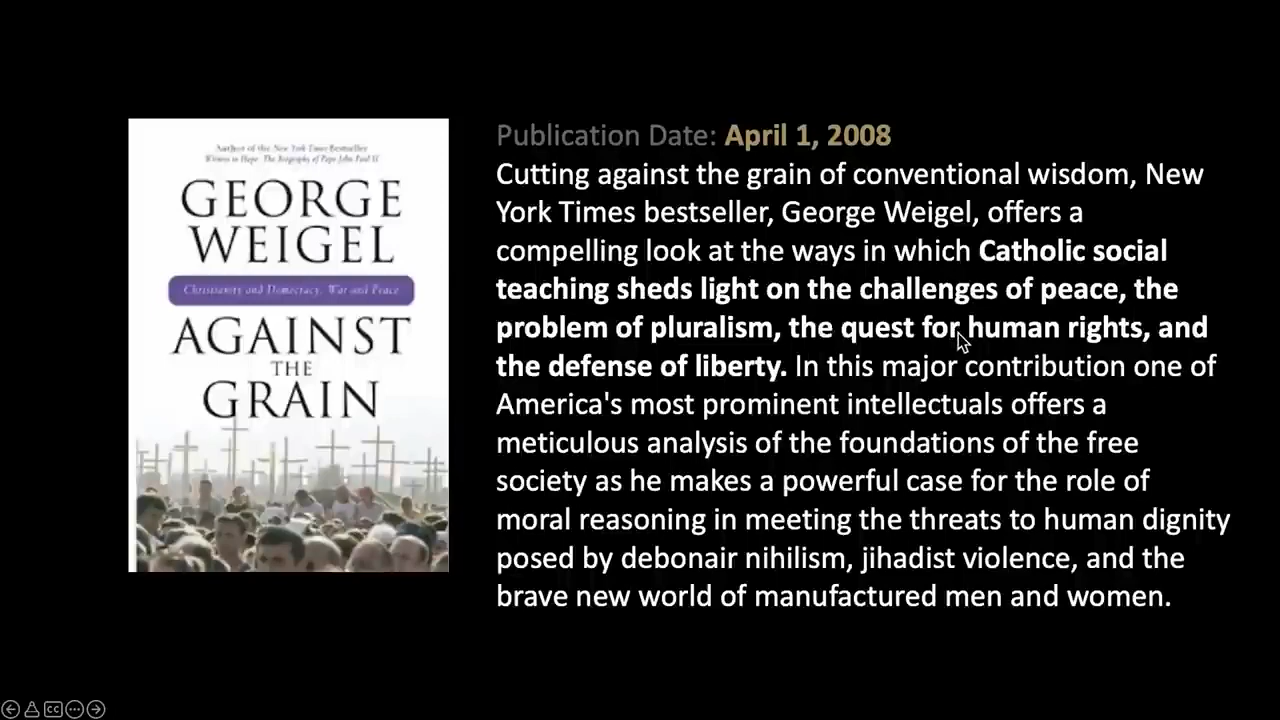 Author of the New York Times Bestseller
Witness to Hope: The Biography of Pope John Paul II
GEORGE
WEIGEL
Christianity and Democracy, War and Peace
AGAINST
THE
GRAIN
Publication Date: April 1, 2008
Cutting against the grain of conventional wisdom, New
York Times bestseller, George Weigel, offers a
compelling look at the ways in which Catholic social
teaching sheds light on the challenges of peace, the
problem of pluralism, the quest for human rights, and
the defense of liberty. In this major contribution one of
America's most prominent intellectuals offers a
meticulous analysis of the foundations of the free
society as he makes a powerful case for the role of
moral reasoning in meeting the threats to human dignity
posed by debonair nihilism, jihadist violence, and the
brave new world of manufactured men and women.
CC